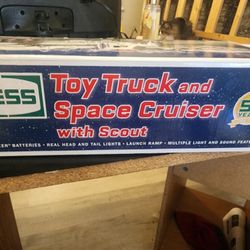 ESS
Toy Truck and
Space Cruiser
with Scout
BATTERIES • REAL HEAD AND TAIL LIGHTS • LAUNCH RAMP • MULTIPLE LIGHT AND SOUND FEAT